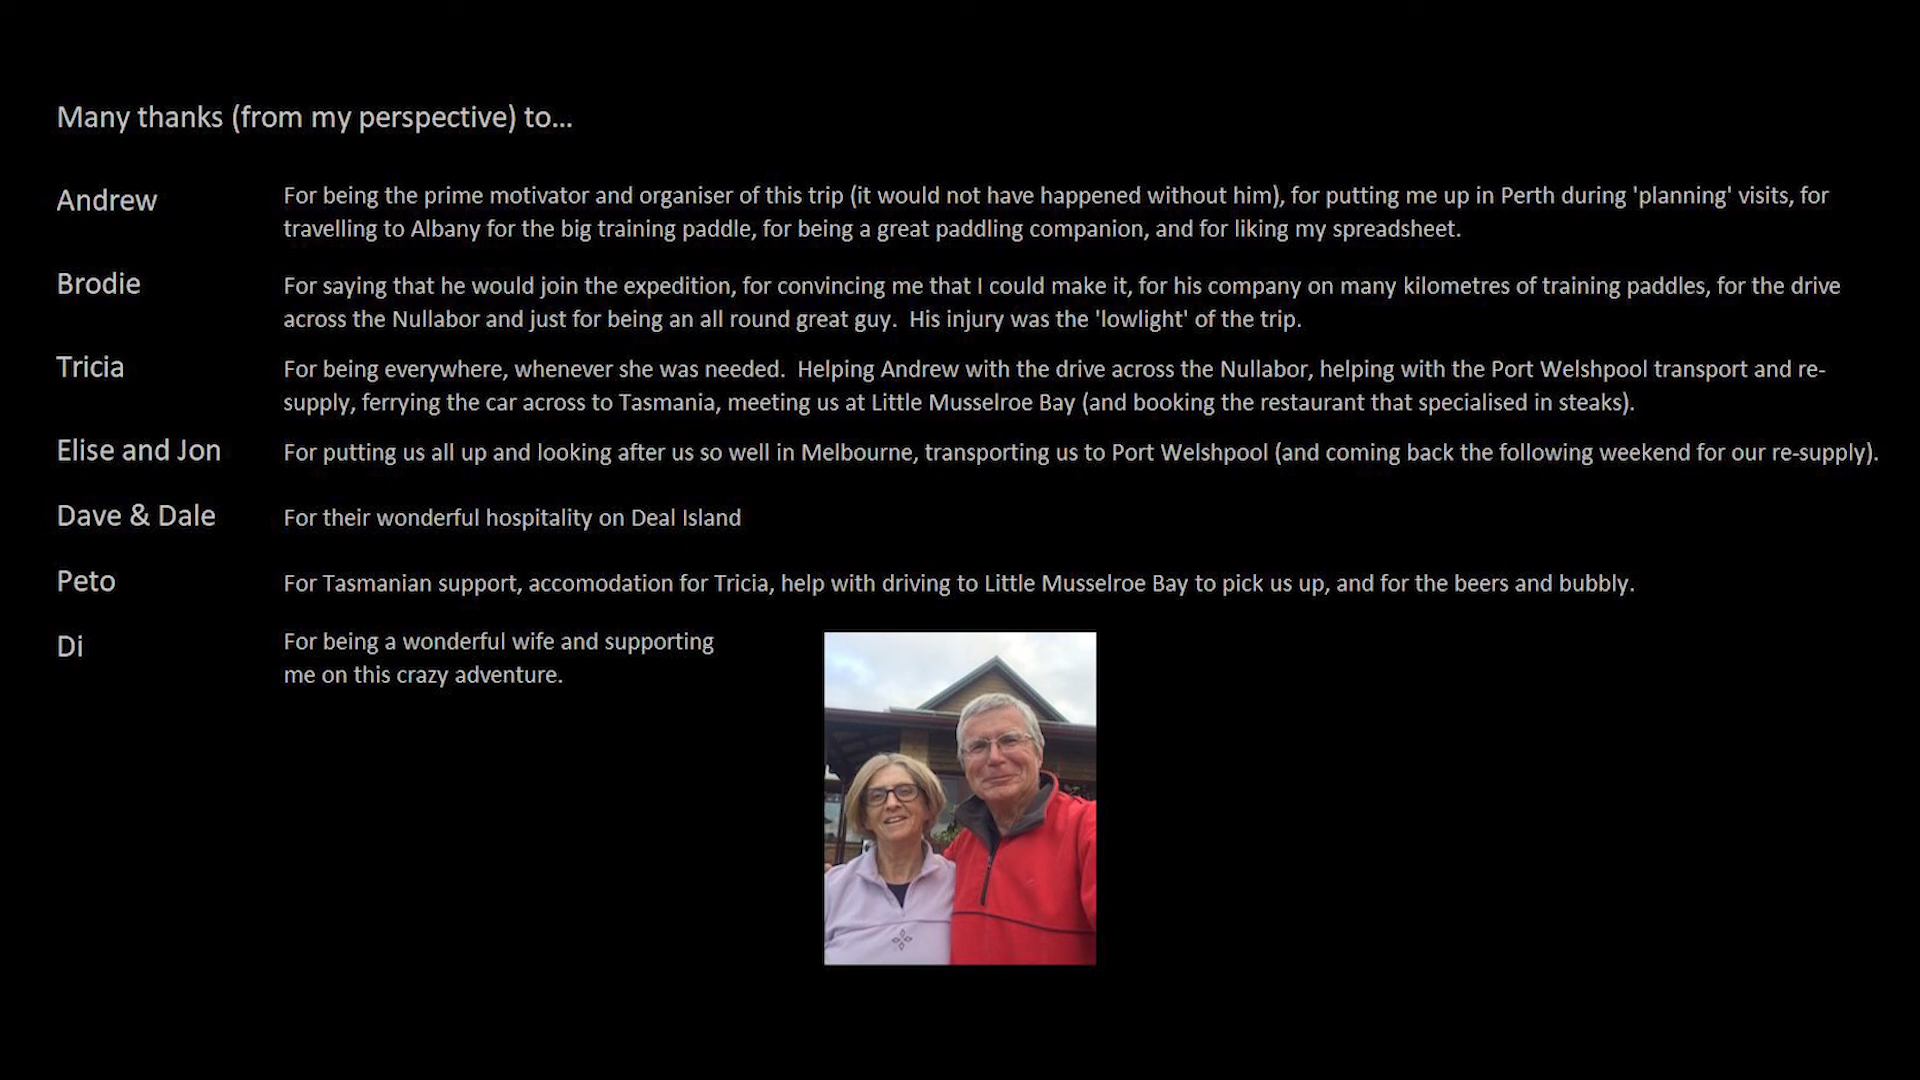 Many thanks (from my perspective) to...
Andrew
For being the prime motivator and organiser of this trip (it would not have happened without him), for putting me up in Perth during 'planning' visits, for
travelling to Albany for the big training paddle, for being a great paddling companion, and for liking my spreadsheet.
Brodie
For saying that he would join the expedition, for convincing me that I could make it, for his company on many kilometres of training paddles, for the drive
across the Nullabor and just for being an all round great guy.  His injury was the 'lowlight' of the trip.
Tricia
For being everywhere, whenever she was needed.  Helping Andrew with the drive across the Nullabor, helping with the Port Welshpool transport and re-
supply, ferrying the car across to Tasmania, meeting us at Little Musselroe Bay (and booking the restaurant that specialised in steaks).
Elise and Jon
For putting us all up and looking after us so well in Melbourne, transporting us to Port Welshpool (and coming back the following weekend for our re-supply).
Dave & Dale
For their wonderful hospitality on Deal Island
Peto
For Tasmanian support, accomodation for Tricia, help with driving to Little Musselroe Bay to pick us up, and for the beers and bubbly.
Di
For being a wonderful wife and supporting
me on this crazy adventure.